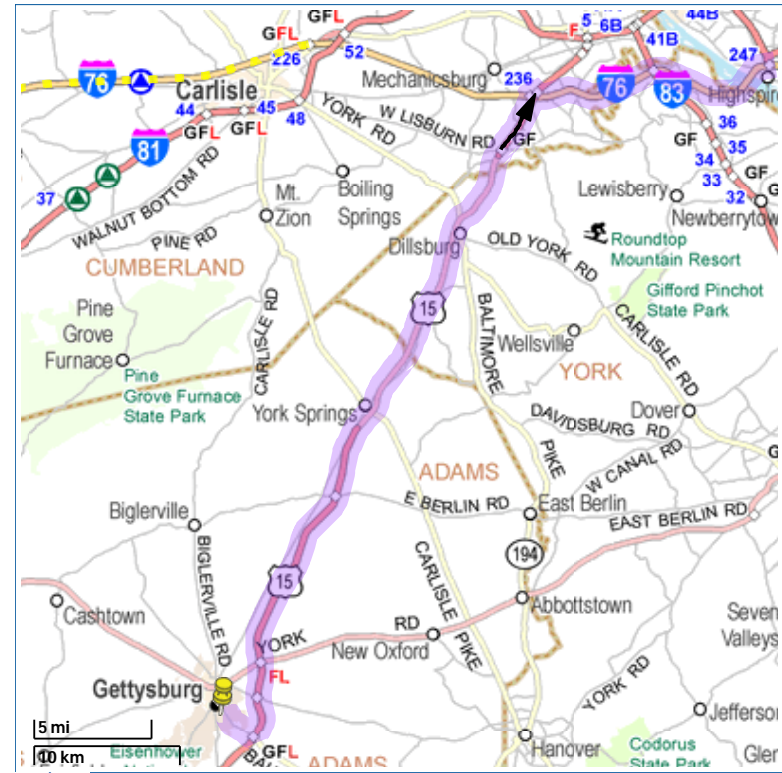 5
6B
44B
41B
GFL
226
52
236
247
76
Carlisle
Mechanicsburg
76
83
Highspire
44
45
48
GFL
YORK RD
W LISBURN RD
GF
GF
36
35
34
33
32
GF
G
81
37
WALNUT BOTTOM RD
PINE RD
Mt.
Zion
Boiling
Springs
Lewisberry
Newberrytow
Dillsburg
OLD YORK RD
Roundtop
Mountain Resort
Gifford Pinchot
State Park
CUMBERLAND
CARLISLE RD
15
BALTIMORE
PIKE
Wellsville
CARLISLE RD
Pine
Grove
Furnace
Pine
Grove Furnace
State Park
YORK
York Springs
Dover
DAVIDSBURG RD
W CANAL RD
G
ADAMS
Biglerville
E BERLIN RD
East Berlin
EAST BERLIN RD
BIGLERVILLE RD
194
15
CARLISLE
PIKE
Cashtown
Abbottstown
YORK
RD
New Oxford
Seven
Valleys
FL
Gettysburg
YORK RD
Jefferson
5 mi
10 km
Eisenhower
GFL
ADAMS
Hanover
Codorus
State Park
Gler